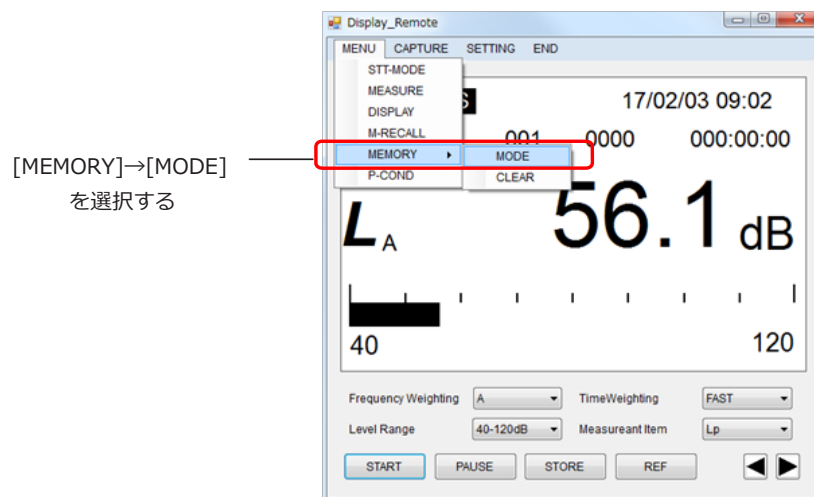 Display_Remote
MENU CAPTURE SETTING END
STT-MODE
MEASURE
DISPLAY
M-RECALL
MEMORY
P-COND
MODE
CLEAR
17/02/03 09:02
001 0000 000:00:00
[MEMORY]→[MODE]
を選択する
LA 56.1 dB
40 120
Frequency Weighting A TimeWeighting FAST
Level Range 40-120dB Measureant Item Lp
START PAUSE STORE REF